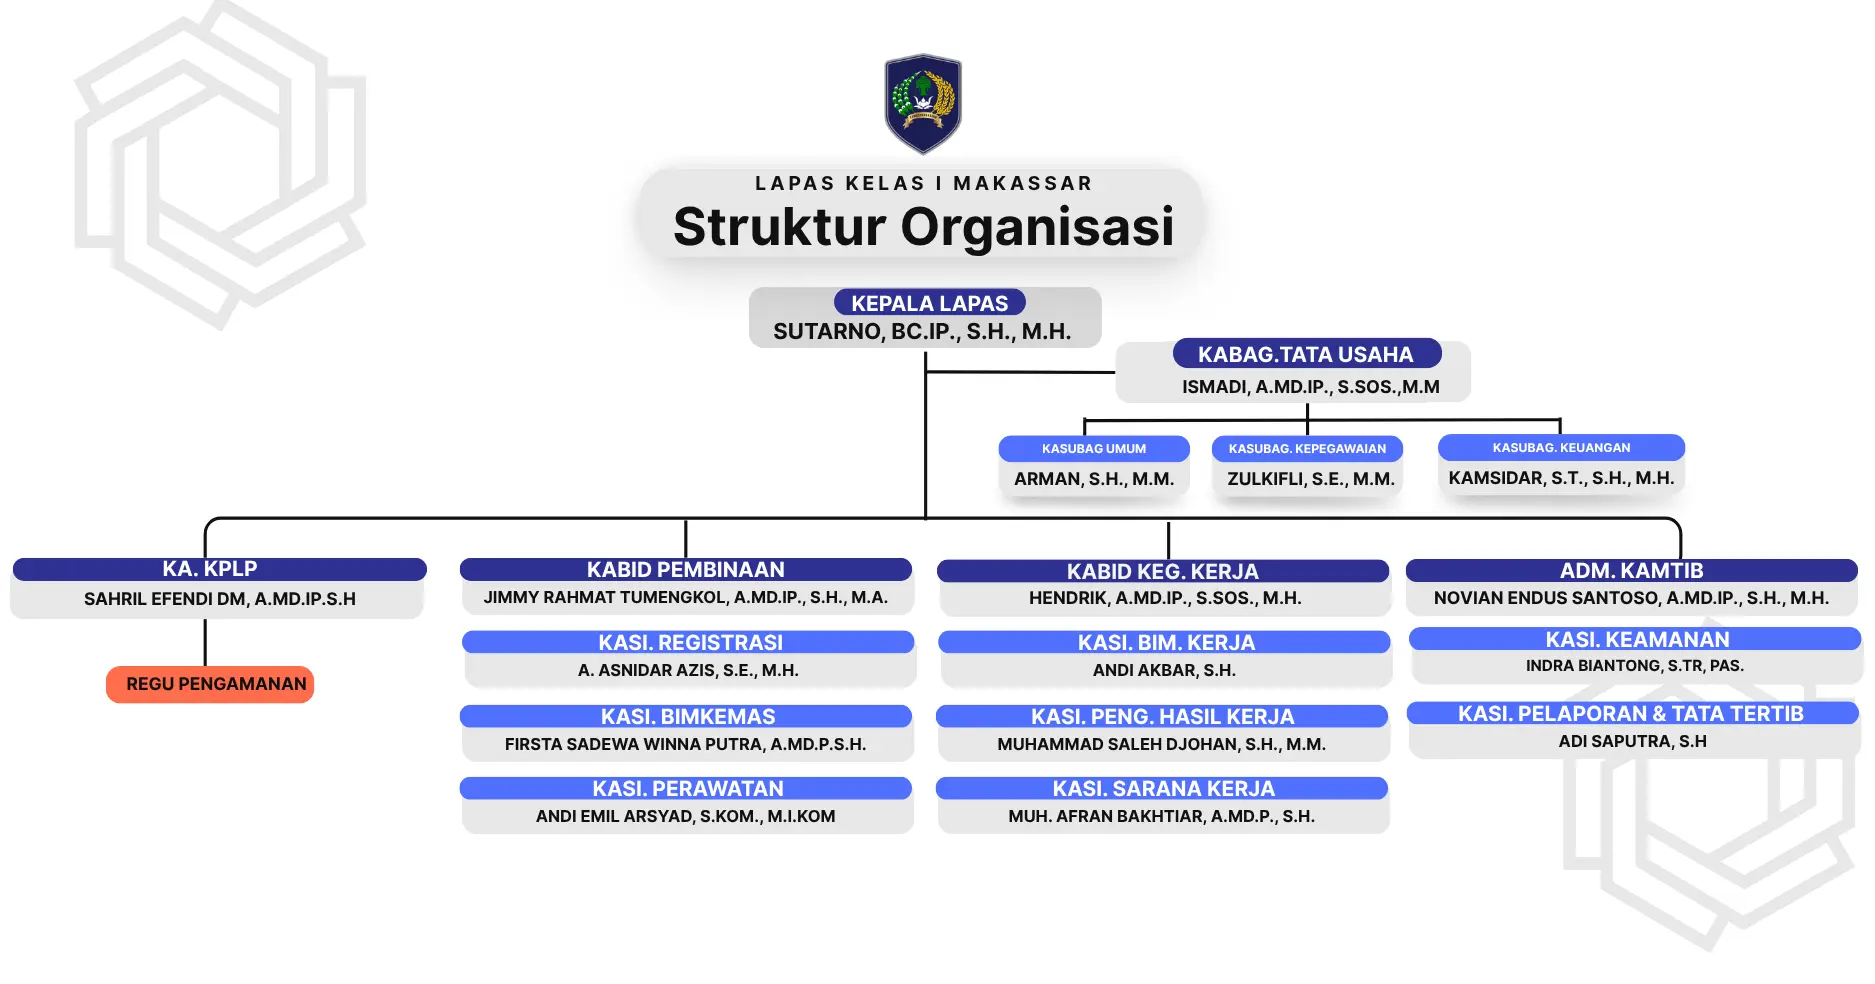 LAPAS KELAS I MAKASSAR
Struktur Organisasi
KEPALA LAPAS
SUTARNO, BC.IP., S.H., M.H.
KABAG.TATA USAHA
ISMADI, A.MD.IP., S.SOS.,M.M
KASUBAG UMUM
ARMAN, S.H., M.M.
KASUBAG. KEPEGAWAIAN
ZULKIFLI, S.E., M.M.
KASUBAG. KEUANGAN
KAMSIDAR, S.T., S.H., M.H.
KA. KPLP
SAHRIL EFENDI DM, A.MD.IP.S.H
REGU PENGAMANAN
KABID PEMBINAAN
JIMMY RAHMAT TUMENGKOL, A.MD.IP., S.H., M.A.
KASI. REGISTRASI
A. ASNIDAR AZIS, S.E., M.H.
KASI. BIMKEMAS
FIRSTA SADEWA WINNA PUTRA, A.MD.P.S.H.
KASI. PERAWATAN
ANDI EMIL ARSYAD, S.KOM., M.I.KOM
KABID KEG. KERJA
HENDRIK, A.MD.IP., S.SOS., M.H.
KASI. BIM. KERJA
ANDI AKBAR, S.H.
KASI. PENG. HASIL KERJA
MUHAMMAD SALEH DJOHAN, S.H., M.M.
KASI. SARANA KERJA
MUH. AFRAN BAKHTIAR, A.MD.P., S.H.
ADM. KAMTIB
NOVIAN ENDUS SANTOSO, A.MD.IP., S.H., M.H.
KASI. KEAMANAN
INDRA BIANTONG, S.TR, PAS.
KASI. PELAPORAN & TATA TERTIB
ADI SAPUTRA, S.H